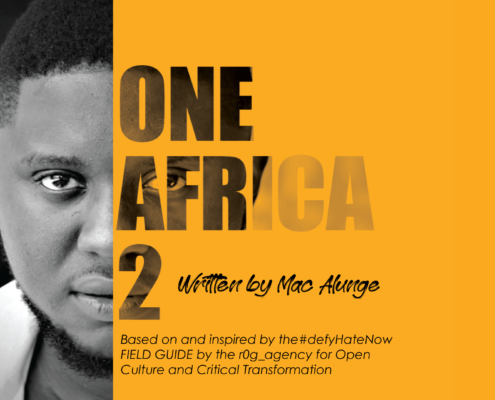 ONE
AFRICA
2
Written by Mac Alunge
Based on and inspired by the#defyHateNow
FIELD GUIDE by the r0g_agency for Open
Culture and Critical Transformation